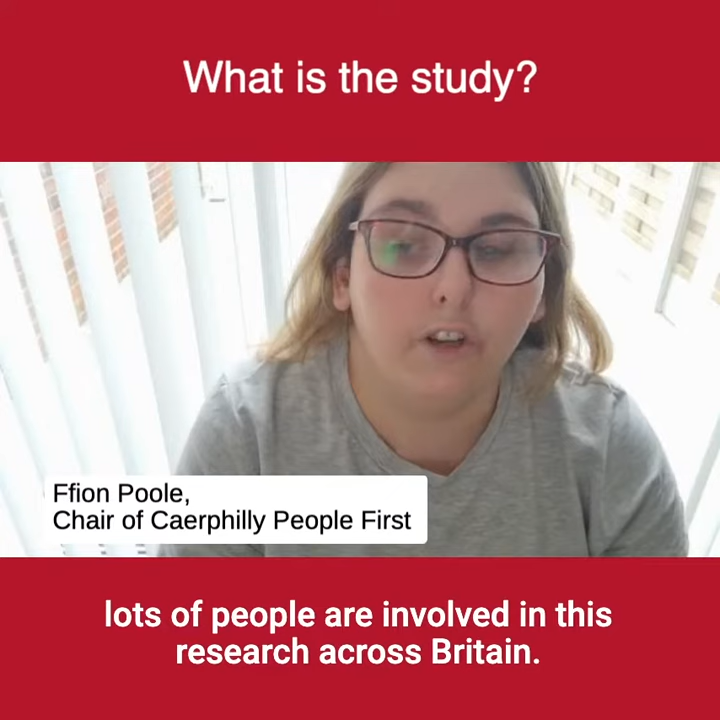 What is the study?
Ffion Poole,
Chair of Caerphilly People First
lots of people are involved in this
research across Britain.